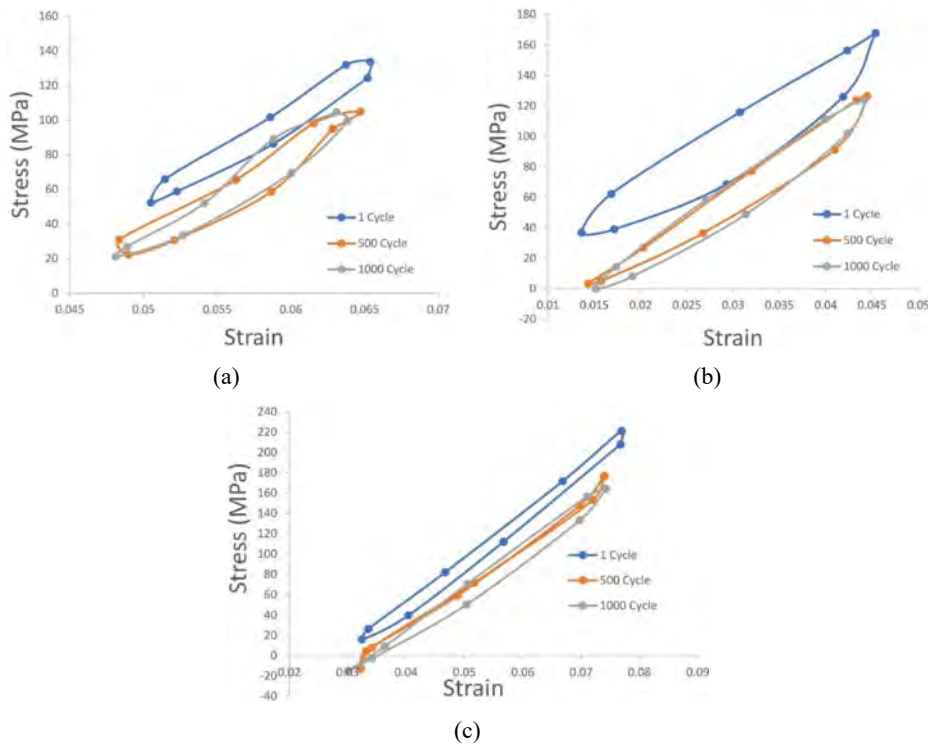 160
140
120
100
80
60
40
20
0
Stress (MPa)
0.045 0.05 0.055 0.06 0.065 0.07
Strain
1 Cycle
500 Cycle
1000 Cycle
(a)
180
160
140
120
100
80
60
40
20
0
-20
Stress (MPa)
0.01 0.015 0.02 0.025 0.03 0.035 0.04 0.045 0.05
Strain
1 Cycle
500 Cycle
1000 Cycle
(b)
240
220
200
180
160
140
120
100
80
60
40
20
0
-20
-40
Stress (MPa)
0.02 0.03 0.04 0.05 0.06 0.07 0.08 0.09
Strain
1 Cycle
500 Cycle
1000 Cycle
(c)